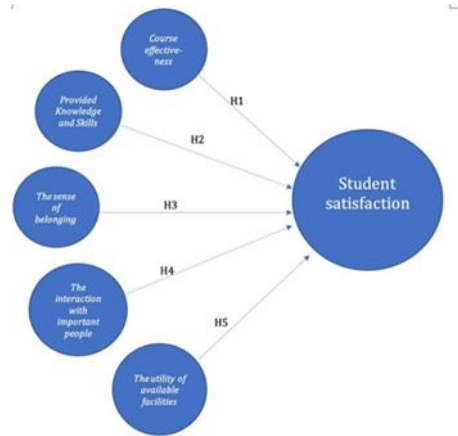 Course
effective-
ness
H1
Provided
Knowledge
and Skills
H2
Student
satisfaction
The sense
of
belonging
H3
The
interaction
with
important
people
H4
H5
The utility of
available
facilities